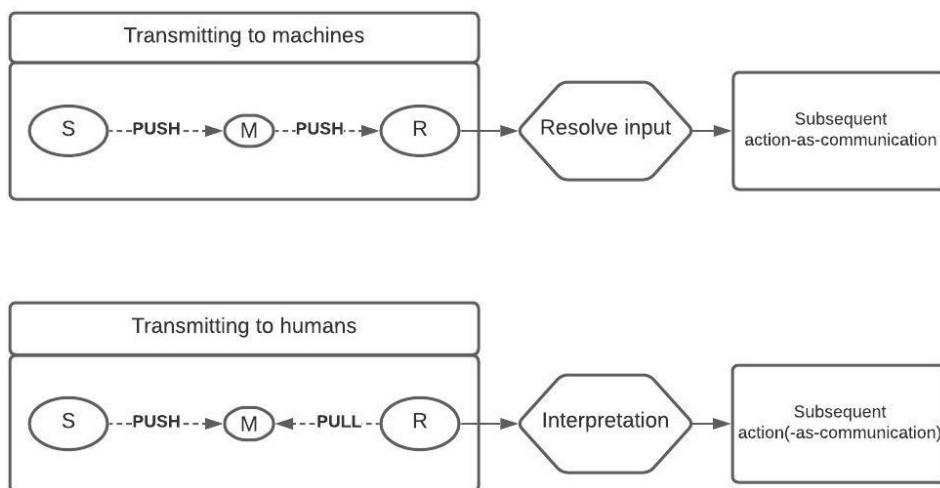 Transmitting to machines
S
PUSH
M
PUSH
R
Resolve input
Subsequent
action-as-communication
Transmitting to humans
S
PUSH
M
PULL
R
Interpretation
Subsequent
action(-as-communication)